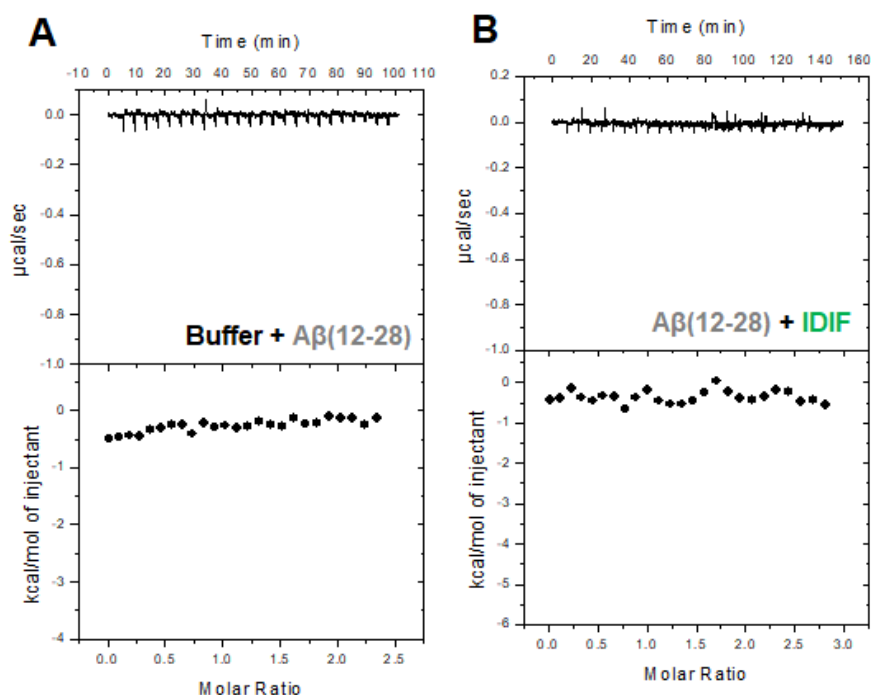 A
Time (min)
-10 0 10 20 30 40 50 60 70 80 90 100 110
0.0
-0.2
-0.4
-0.6
-0.8
-1.0
µcal/sec
Buffer + Aβ(12-28)
0
-1
-2
-3
-4
kcal/mol of injectant
0.0 0.5 1.0 1.5 2.0 2.5
Molar Ratio
B
Time (min)
0 20 40 60 80 100 120 140 160
0.2
0.0
-0.2
-0.4
-0.6
-0.8
-1.0
µcal/sec
Aβ(12-28) + IDIF
0
-1
-2
-3
-4
-5
-6
kcal/mol of injectant
0.0 0.5 1.0 1.5 2.0 2.5 3.0
Molar Ratio